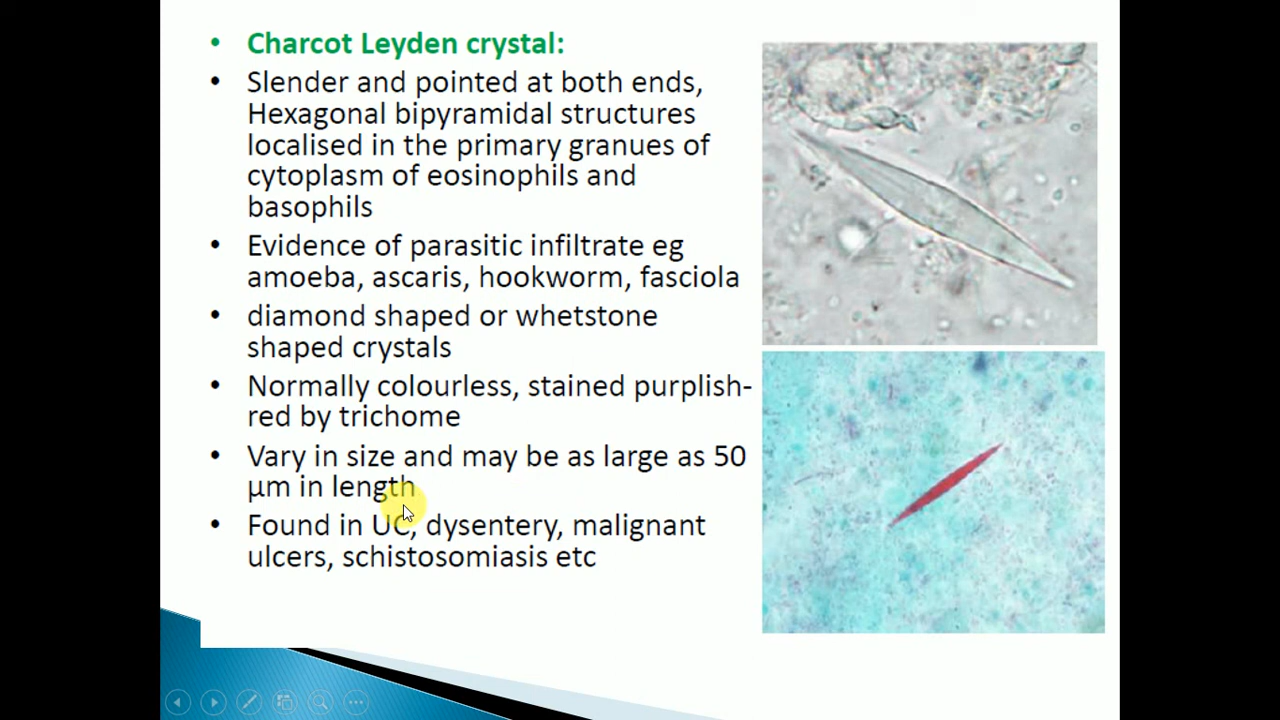 • Charcot Leyden crystal:
• Slender and pointed at both ends,
Hexagonal bipyramidal structures
localised in the primary granues of
cytoplasm of eosinophils and
basophils
• Evidence of parasitic infiltrate eg
amoeba, ascaris, hookworm, fasciola
• diamond shaped or whetstone
shaped crystals
• Normally colourless, stained purplish-
red by trichome
• Vary in size and may be as large as 50
µm in length
• Found in UC, dysentery, malignant
ulcers, schistosomiasis etc